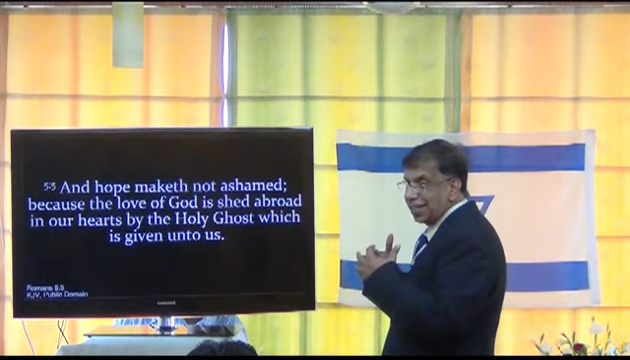 5:5 And hope maketh not ashamed;
because the love of God is shed abroad
in our hearts by the Holy Ghost which
is given unto us.
Romans 5:5
KJV, Public Domain
SAMSUNG